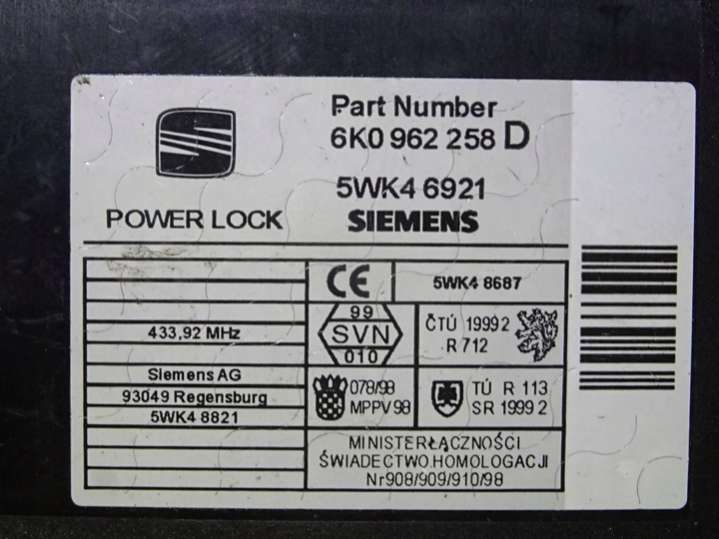 Part Number
6K0 962 258 D
5WK4 6921
POWER LOCK SIEMENS
CE 5WK4 8687
433,92 MHz
99
SVN
010
ČTÚ 1999 2
R 712
Siemens AG
93049 Regensburg
5WK4 8821
078/98
MPPV 98
TÚ R 113
SR 1999 2
MINISTERŁĄCZNOŚCI
ŚWIADECTWO.HOMOLOGACJI
Nr908/909/910/98